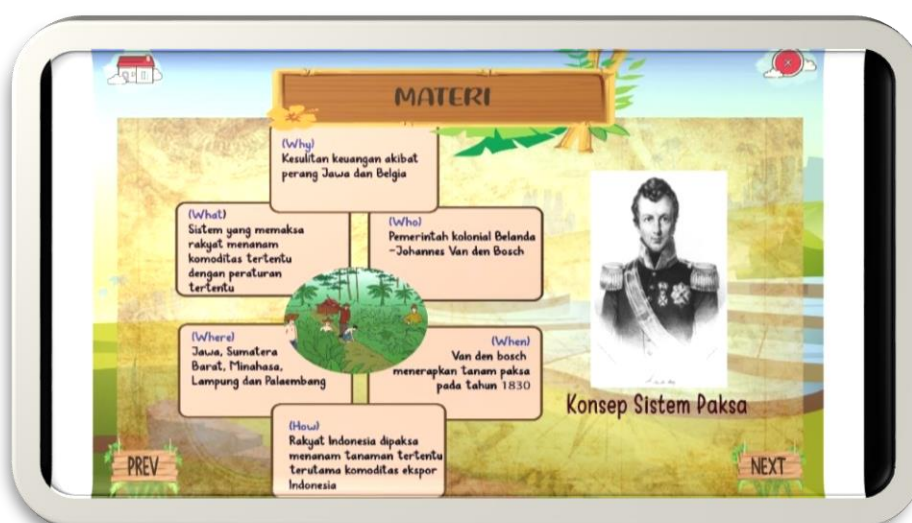 MATERI
(Why)
Kesulitan keuangan akibat
perang Jawa dan Belgia
(What)
Sistem yang memaksa
rakyat menanam
komoditas tertentu
dengan peraturan
tertentu
(Who)
Pemerintah kolonial Belanda
-Johannes Van den Bosch
(Where)
Jawa, Sumatera
Barat, Minahasa,
Lampung dan Palaembang
(When)
Van den bosch
menerapkan tanam paksa
pada tahun 1830
(How)
Rakyat Indonesia dipaksa
menanam tanaman tertentu
terutama komoditas ekspor
Indonesia
Konsep Sistem Paksa
PREV
NEXT